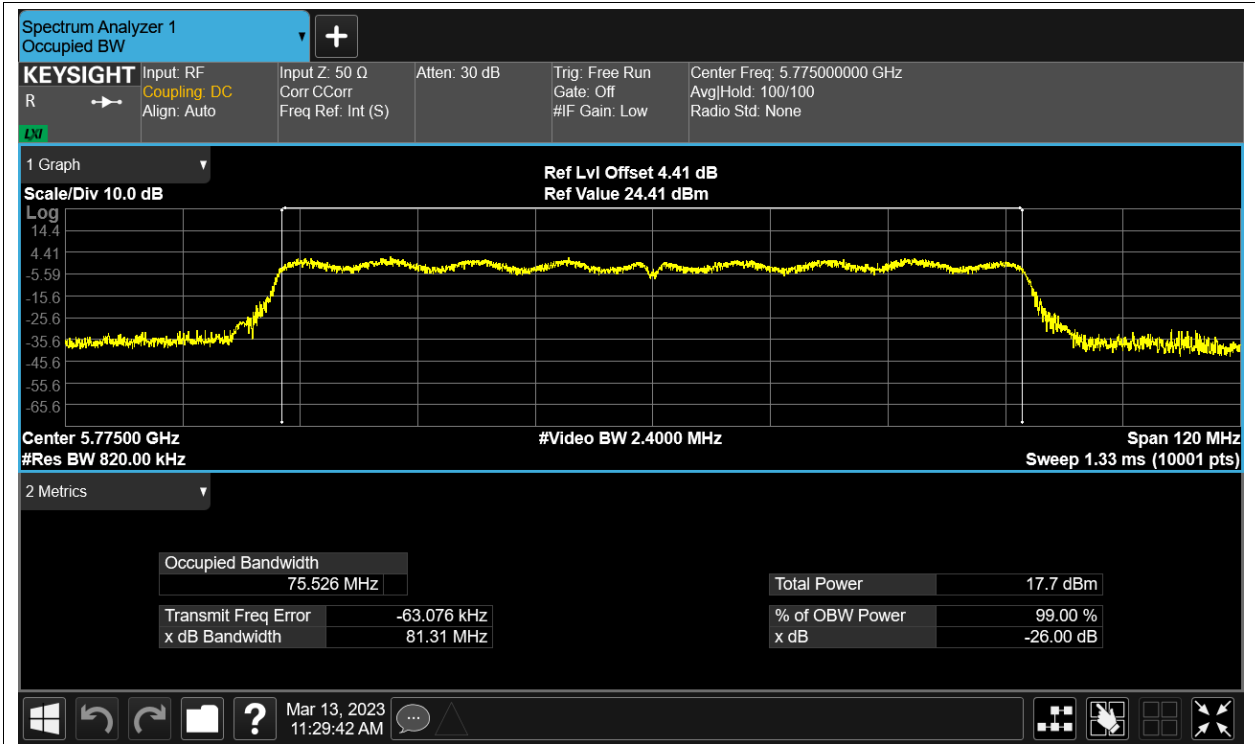 Spectrum Analyzer 1
Occupied BW
KEYSIGHT
R
LXI
Input: RF
Coupling: DC
Align: Auto
Input Z: 50 Ω
Corr CCorr
Freq Ref: Int (S)
Atten: 30 dB
Trig: Free Run
Gate: Off
#IF Gain: Low
Center Freq: 5.775000000 GHz
Avg|Hold: 100/100
Radio Std: None
1 Graph
Scale/Div 10.0 dB
Ref Lvl Offset 4.41 dB
Ref Value 24.41 dBm
Log
14.4
4.41
-5.59
-15.6
-25.6
-35.6
-45.6
-55.6
-65.6
Center 5.77500 GHz
#Video BW 2.4000 MHz
Span 120 MHz
#Res BW 820.00 kHz
Sweep 1.33 ms (10001 pts)
2 Metrics
Occupied Bandwidth
75.526 MHz
Transmit Freq Error -63.076 kHz
x dB Bandwidth 81.31 MHz
Total Power 17.7 dBm
% of OBW Power 99.00 %
x dB -26.00 dB
Mar 13, 2023
11:29:42 AM